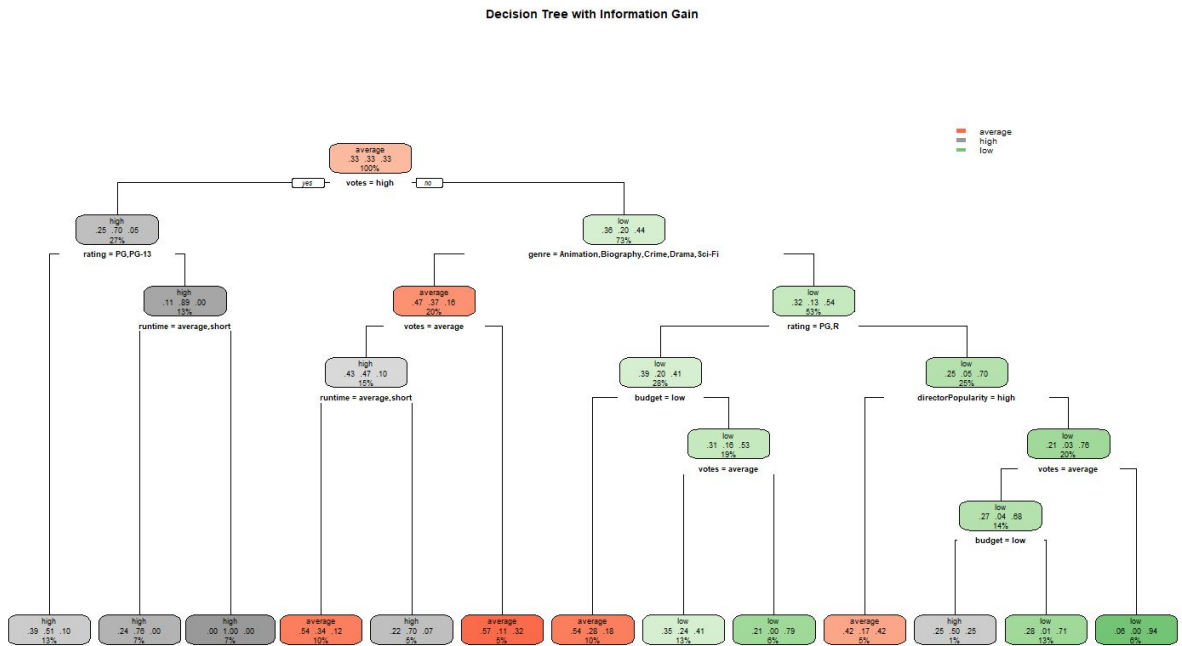 Decision Tree with Information Gain
average
high
low
average
.33 .33 .33
100%
yes
votes = high
no
high
.25 .70 .05
27%
rating = PG,PG-13
low
.36 .20 .44
73%
genre = Animation,Biography,Crime,Drama,Sci-Fi
high
.11 .89 .00
13%
runtime = average,short
average
.47 .37 .16
20%
votes = average
low
.32 .13 .54
53%
rating = PG,R
high
.43 .47 .10
15%
runtime = average,short
low
.39 .20 .41
28%
budget = low
low
.25 .05 .70
25%
directorPopularity = high
low
.31 .16 .53
19%
votes = average
low
.21 .03 .76
20%
votes = average
low
.27 .04 .68
14%
budget = low
high
.39 .51 .10
13%
high
.24 .76 .00
7%
high
.00 1.00 .00
7%
average
.54 .34 .12
10%
high
.22 .70 .07
5%
average
.57 .11 .32
5%
average
.54 .28 .18
10%
low
.35 .24 .41
13%
low
.21 .00 .79
6%
average
.42 .17 .42
5%
high
.25 .50 .25
1%
low
.28 .01 .71
13%
low
.06 .00 .94
6%